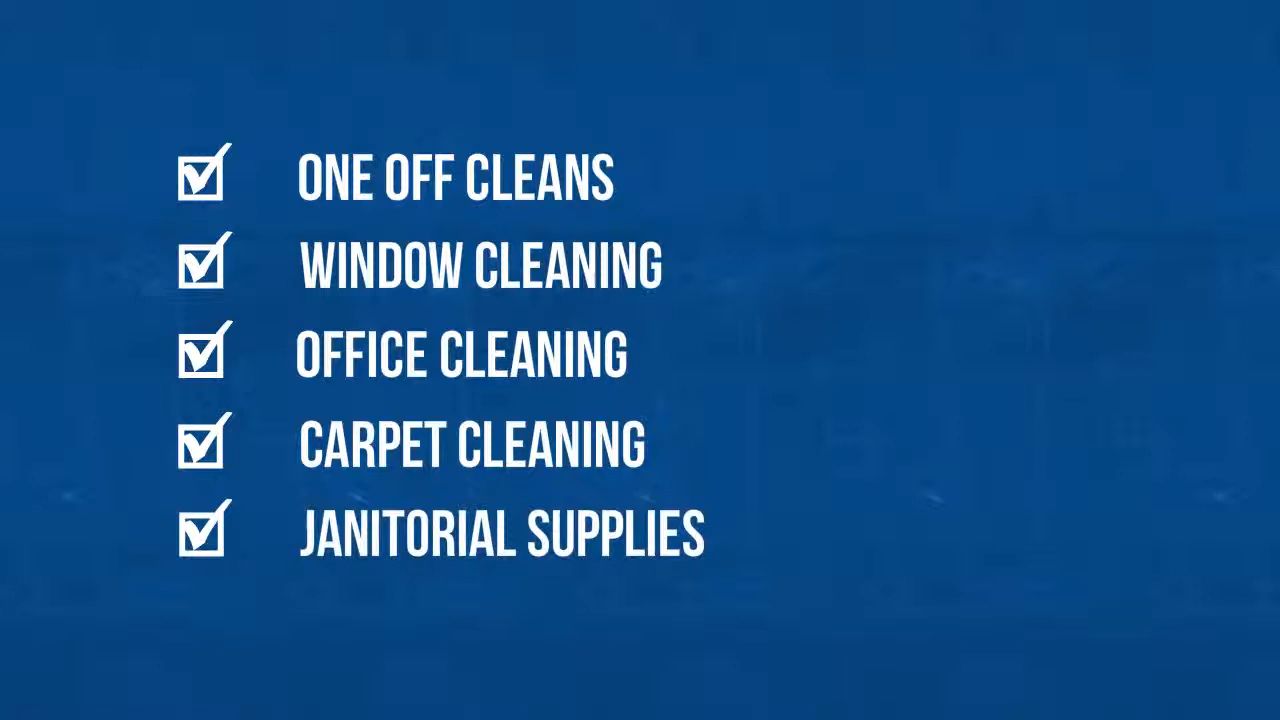 ONE OFF CLEANS
WINDOW CLEANING
OFFICE CLEANING
CARPET CLEANING
JANITORIAL SUPPLIES